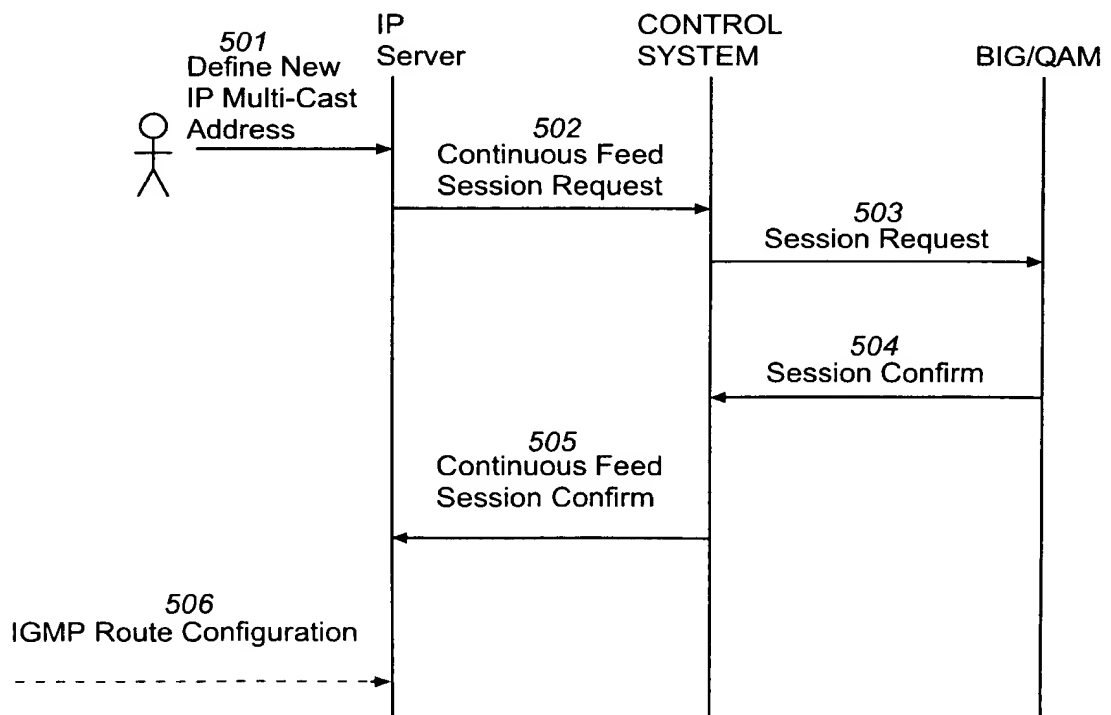 IP
Server
CONTROL
SYSTEM
BIG/QAM
501
Define New
IP Multi-Cast
Address
502
Continuous Feed
Session Request
503
Session Request
504
Session Confirm
505
Continuous Feed
Session Confirm
506
IGMP Route Configuration